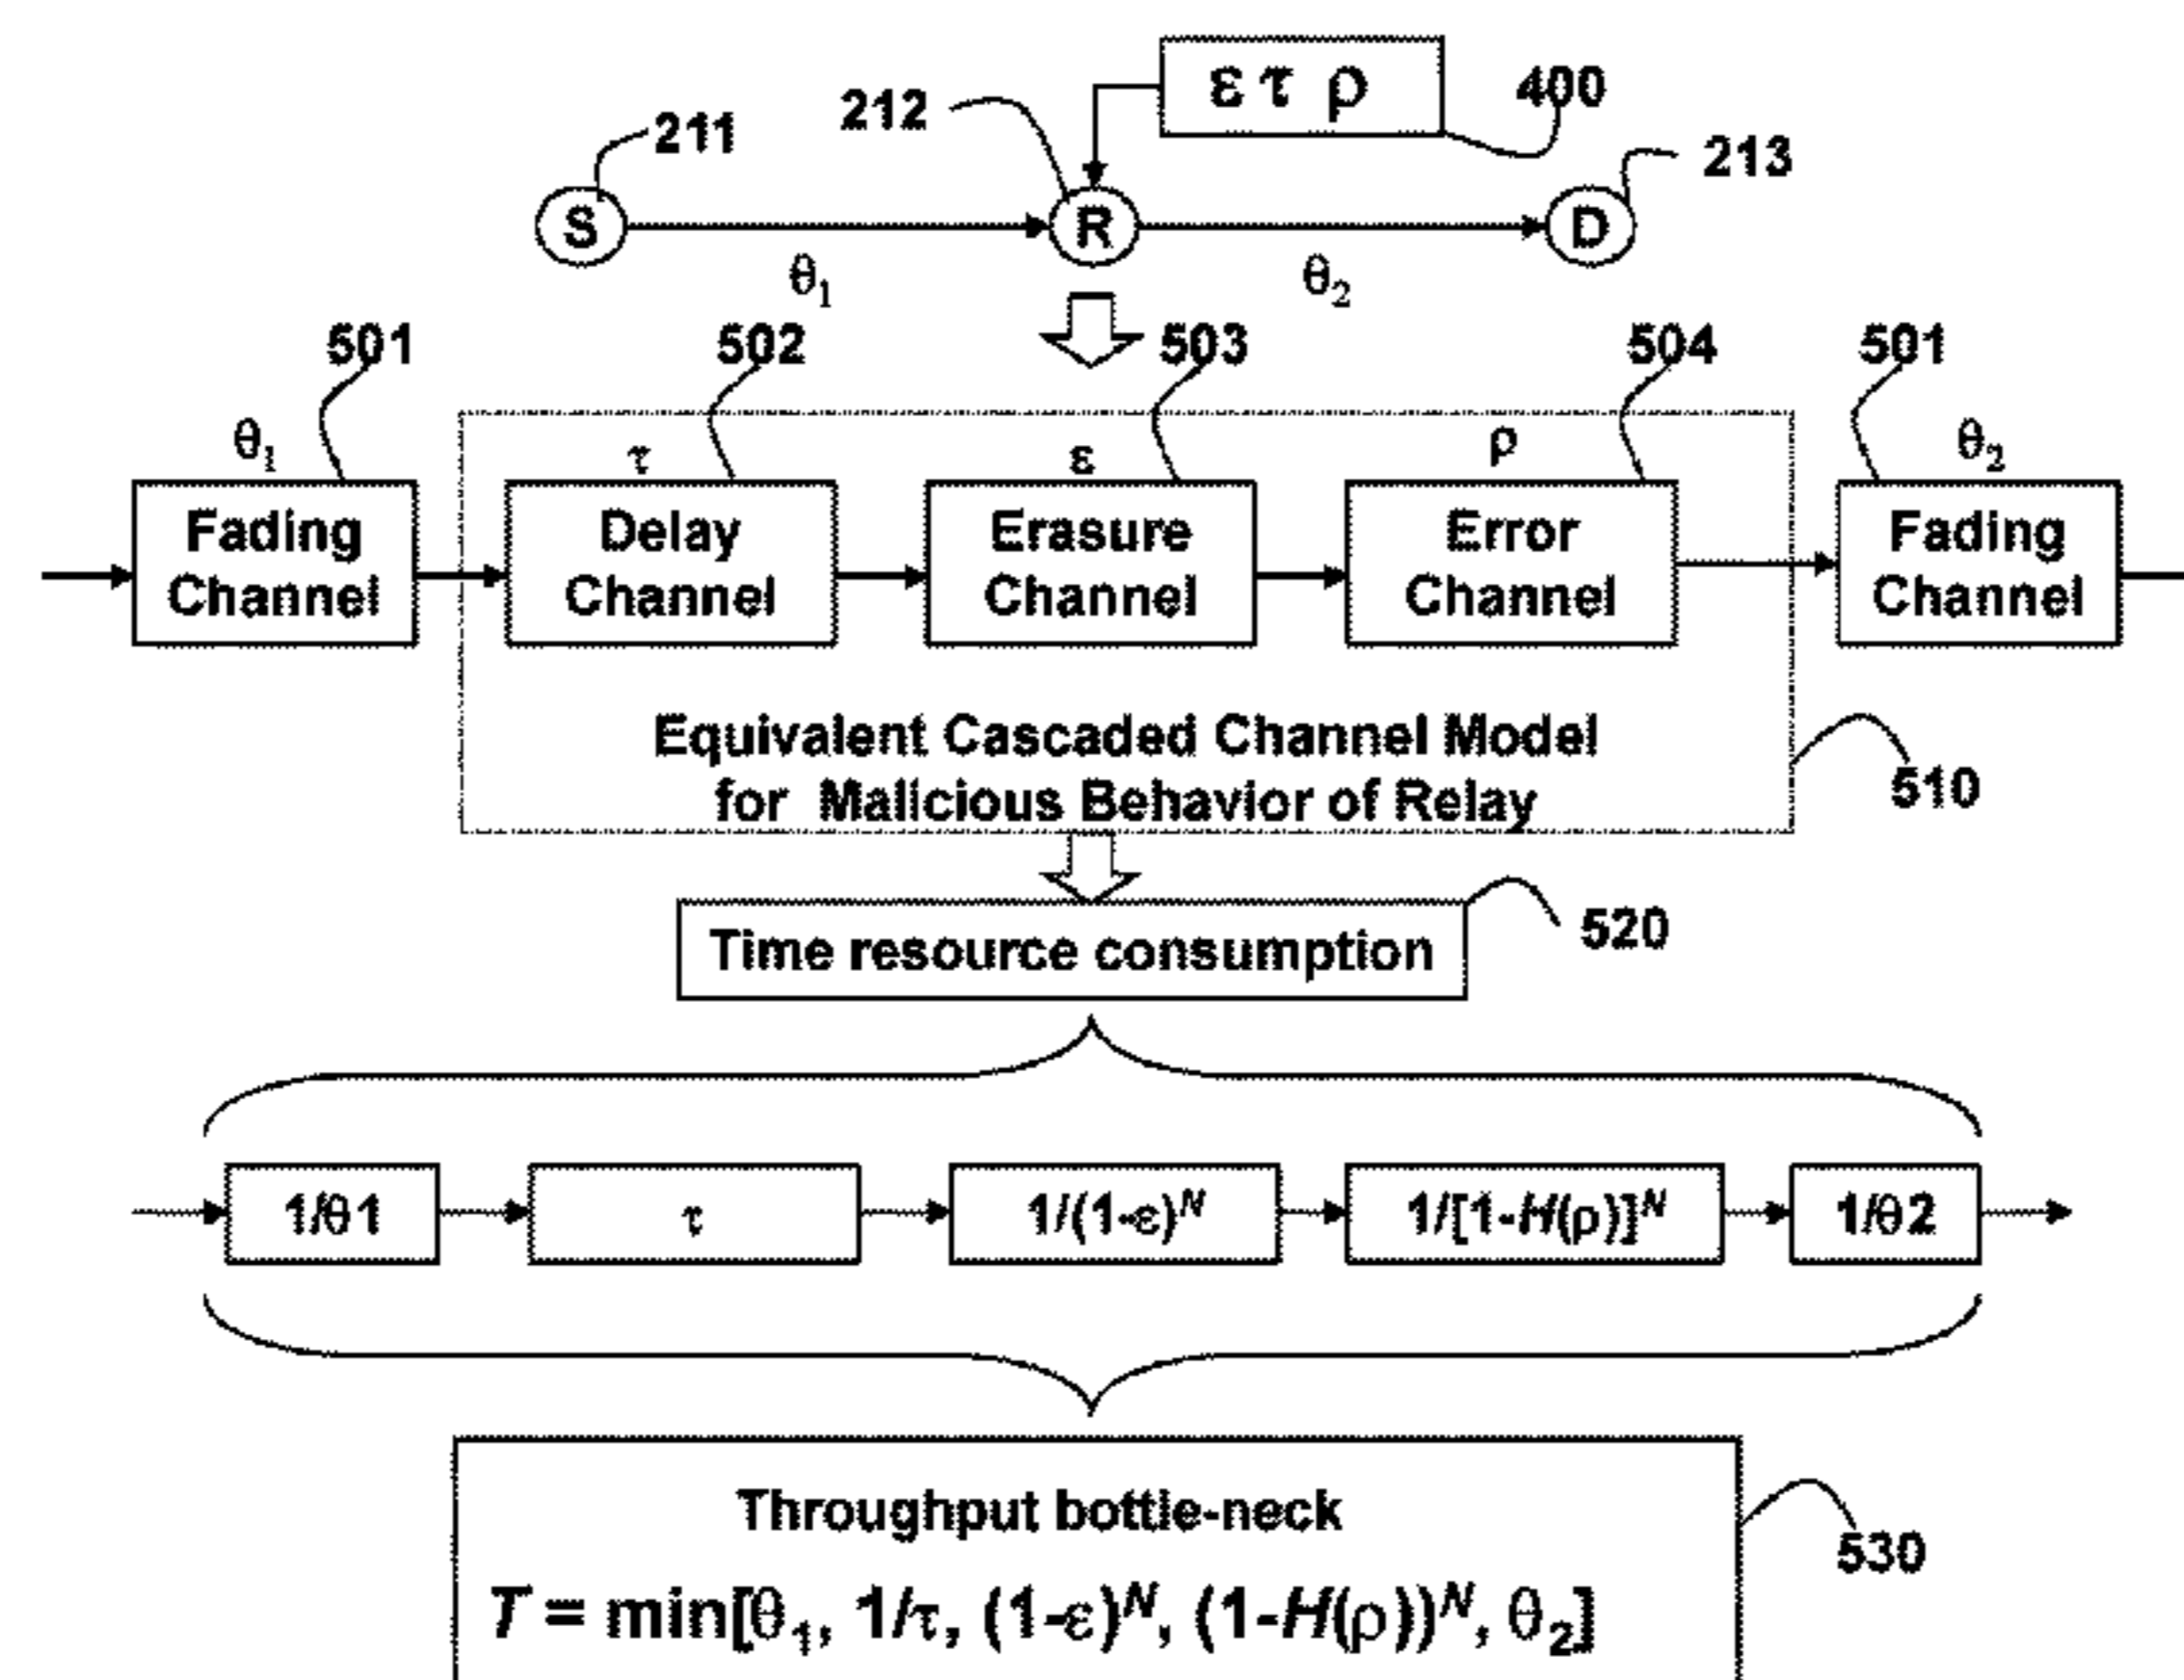 ε τ ρ
400
212
211
213
S
R
D
θ₁
θ₂
501
502
503
504
501
θ₁
τ
ε
ρ
θ₂
Fading
Channel
Delay
Channel
Erasure
Channel
Error
Channel
Fading
Channel
Equivalent Cascaded Channel Model
for Malicious Behavior of Relay
510
520
Time resource consumption
1/θ1
τ
1/(1-ε)ᴺ
1/[1-H(ρ)]ᴺ
1/θ2
Throughput bottle-neck
530
T = min[θ₁, 1/τ, (1-ε)ᴺ, (1-H(ρ))ᴺ, θ₂]